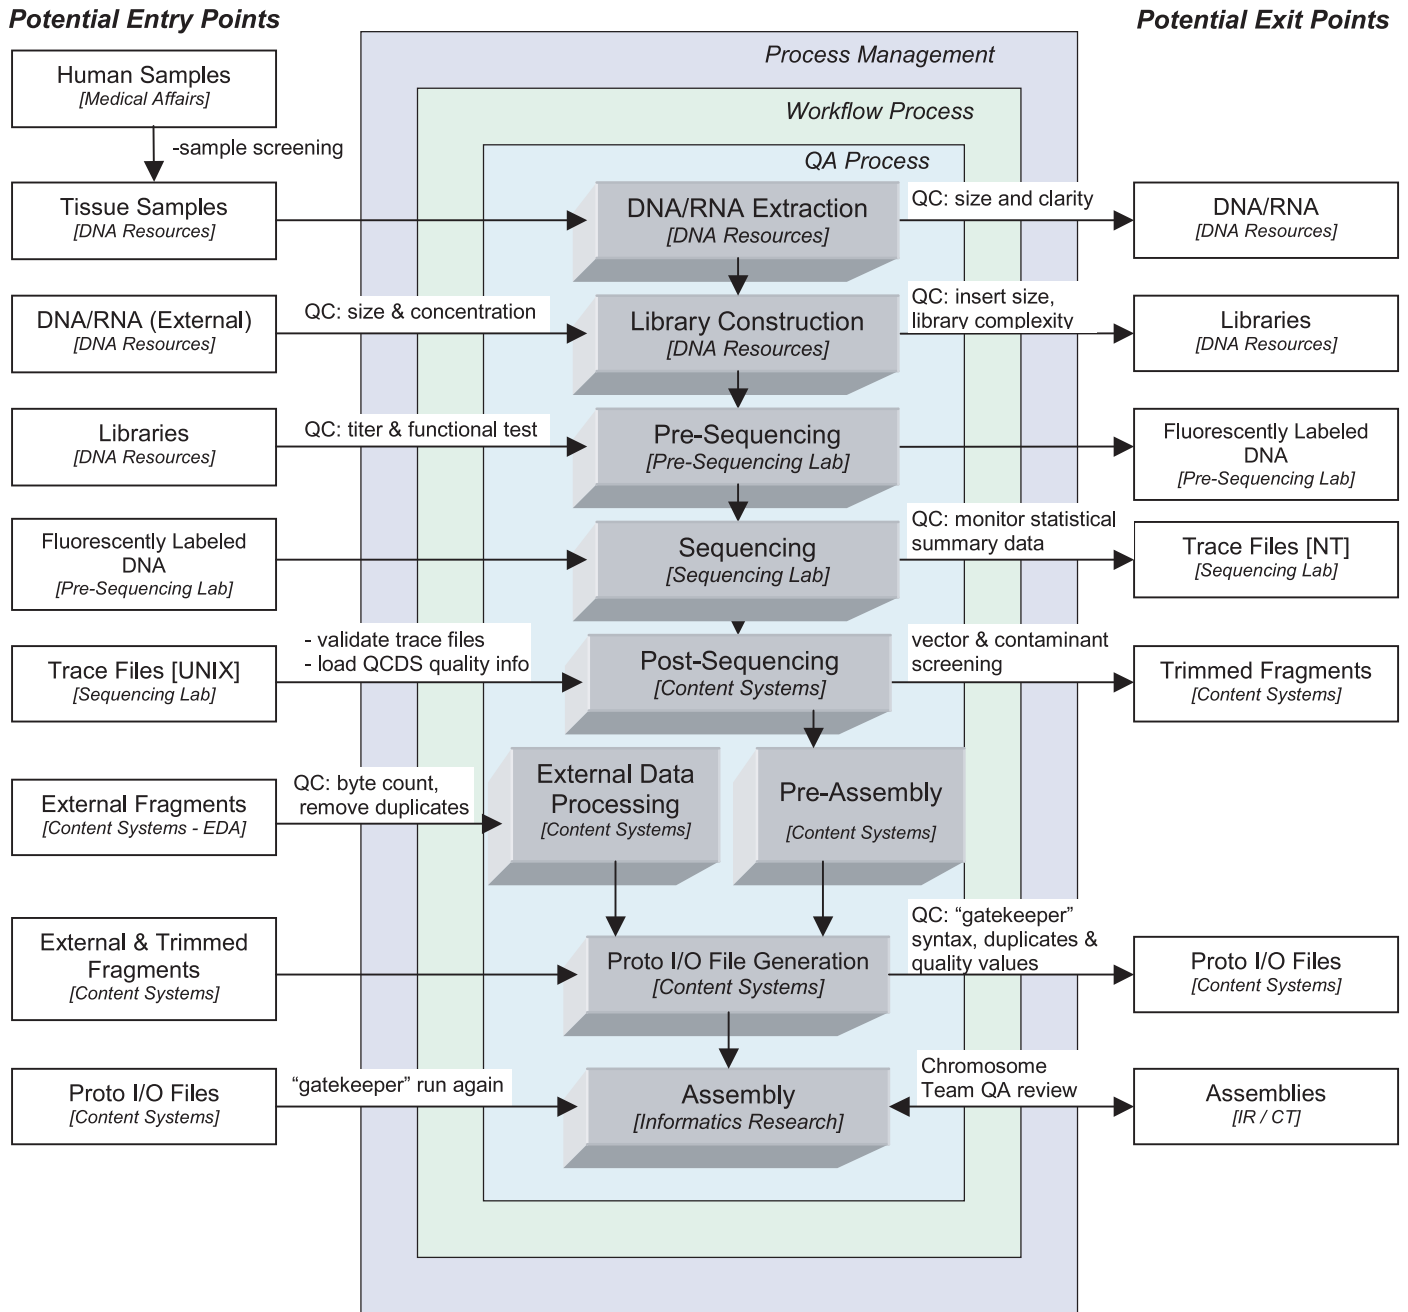 Potential Entry Points
Potential Exit Points
Process Management
Workflow Process
QA Process
Human Samples
[Medical Affairs]
-sample screening
Tissue Samples
[DNA Resources]
DNA/RNA Extraction
[DNA Resources]
QC: size and clarity
DNA/RNA
[DNA Resources]
DNA/RNA (External)
[DNA Resources]
QC: size & concentration
Library Construction
[DNA Resources]
QC: insert size,
library complexity
Libraries
[DNA Resources]
Libraries
[DNA Resources]
QC: titer & functional test
Pre-Sequencing
[Pre-Sequencing Lab]
Fluorescently Labeled
DNA
[Pre-Sequencing Lab]
Fluorescently Labeled
DNA
[Pre-Sequencing Lab]
Sequencing
[Sequencing Lab]
QC: monitor statistical
summary data
Trace Files [NT]
[Sequencing Lab]
Trace Files [UNIX]
[Sequencing Lab]
- validate trace files
- load QCDS quality info
Post-Sequencing
[Content Systems]
vector & contaminant
screening
Trimmed Fragments
[Content Systems]
External Fragments
[Content Systems - EDA]
QC: byte count,
remove duplicates
External Data
Processing
[Content Systems]
Pre-Assembly
[Content Systems]
External & Trimmed
Fragments
[Content Systems]
Proto I/O File Generation
[Content Systems]
QC: “gatekeeper”
syntax, duplicates &
quality values
Proto I/O Files
[Content Systems]
Proto I/O Files
[Content Systems]
“gatekeeper” run again
Assembly
[Informatics Research]
Chromosome
Team QA review
Assemblies
[IR / CT]